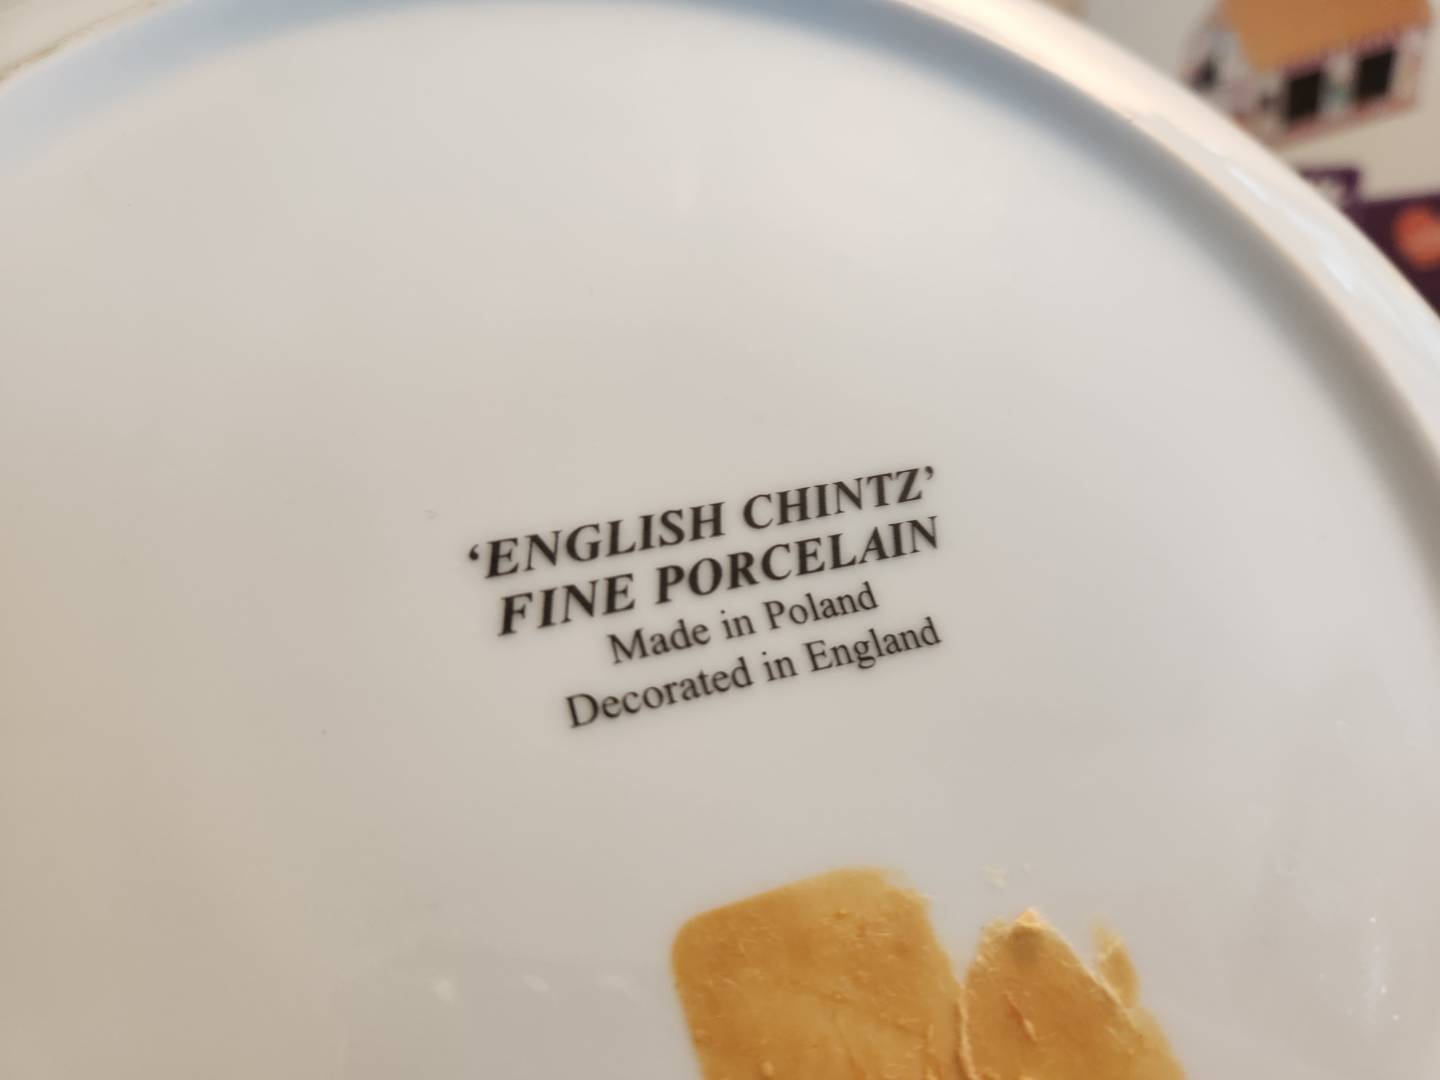 ‘ENGLISH CHINTZ’
FINE PORCELAIN
Made in Poland
Decorated in England